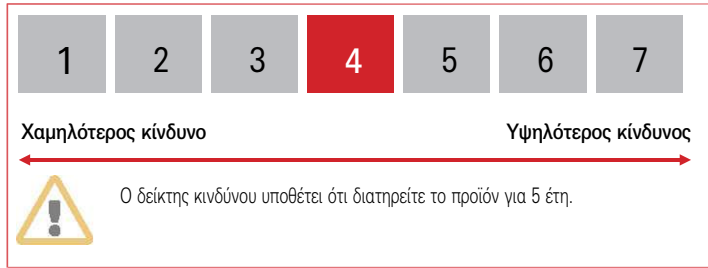 1 2 3 4 5 6 7
Χαμηλότερος κίνδυνο Υψηλότερος κίνδυνος
Ο δείκτης κινδύνου υποθέτει ότι διατηρείτε το προϊόν για 5 έτη.